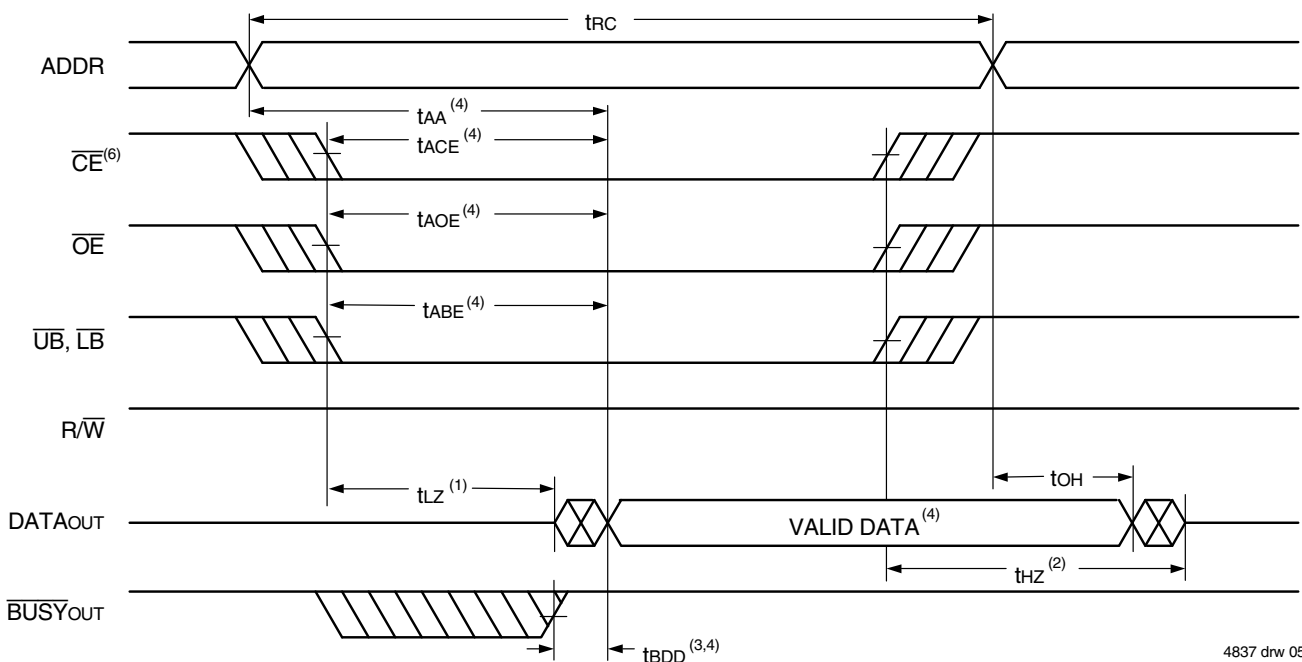 tRC
ADDR
tAA (4)
tACE (4)
CE(6)
tAOE (4)
OE
tABE (4)
UB, LB
R/W
tLZ (1)
tOH
DATAOUT
VALID DATA(4)
tHZ (2)
BUSYOUT
tBDD (3,4)
4837 drw 05